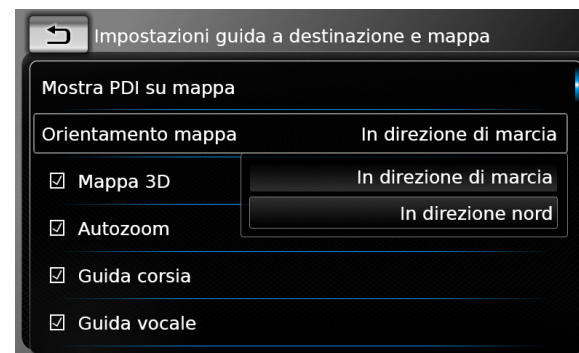 Impostazioni guida a destinazione e mappa
Mostra PDI su mappa
Orientamento mappa In direzione di marcia
Mappa 3D In direzione di marcia
In direzione nord
Autozoom
Guida corsia
Guida vocale